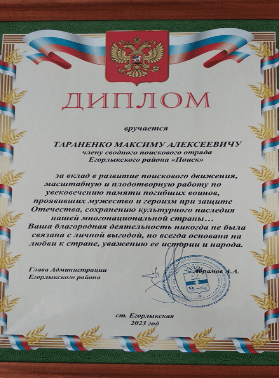 ДИПЛОМ
вручается
ТАРАНЕНКО МАКСИМУ АЛЕКСЕЕВИЧУ
члену сводного поискового отряда
Егорлыкского района «Поиск»
за вклад в развитие поискового движения,
масштабную и плодотворную работу по
увековечению памяти погибших воинов,
проявивших мужество и героизм при защите
Отечества, сохранению культурного наследия
нашей многонациональной страны…
Ваша благородная деятельность никогда не была
связана с личной выгодой, но всегда основана на
любви к стране, уважению ее истории и народа.
Глава Администрации
Егорлыкского района
Абрамов А.А.
ст. Егорлыкская
2023 год